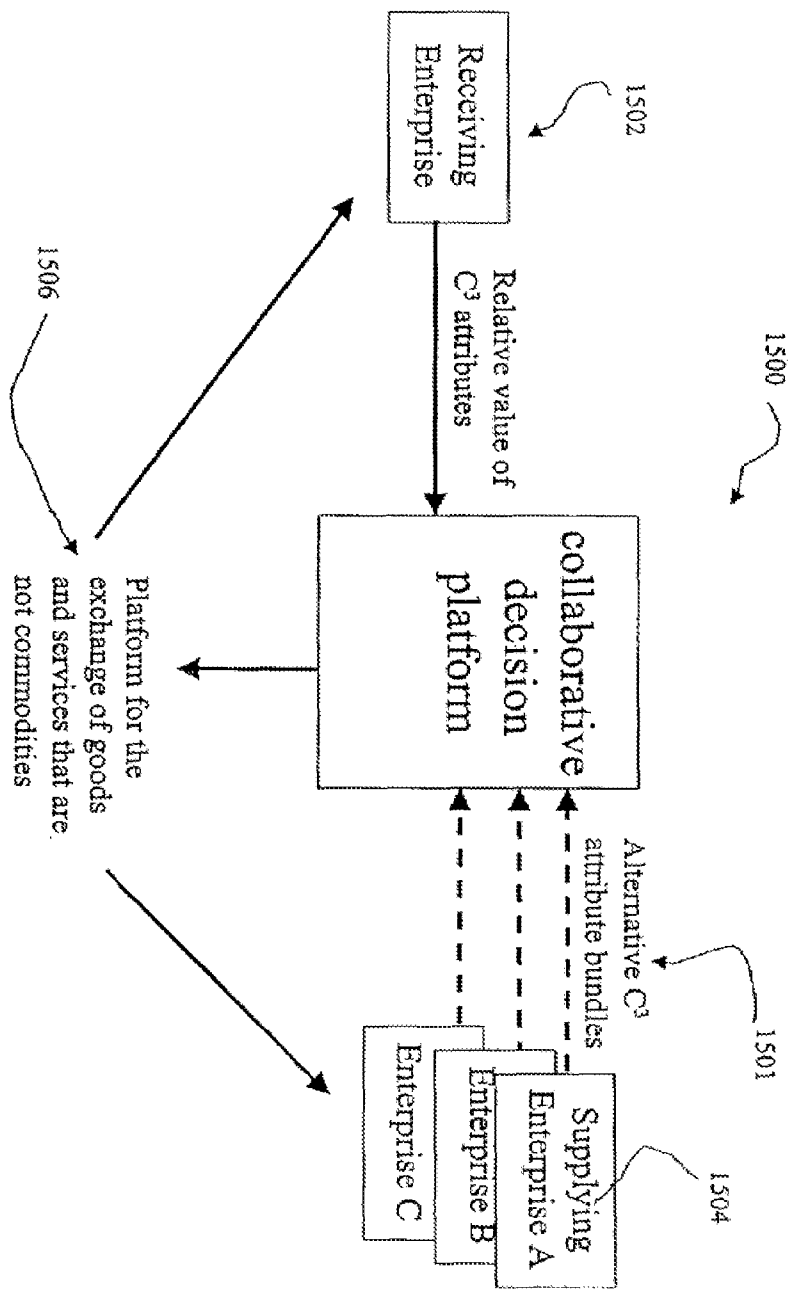 1500
1502
Receiving
Enterprise
Relative value of
C³ attributes
collaborative
decision
platform
Alternative C³
attribute bundles
1501
1504
Supplying
Enterprise A
Enterprise B
Enterprise C
1506
Platform for the
exchange of goods
and services that are
not commodities